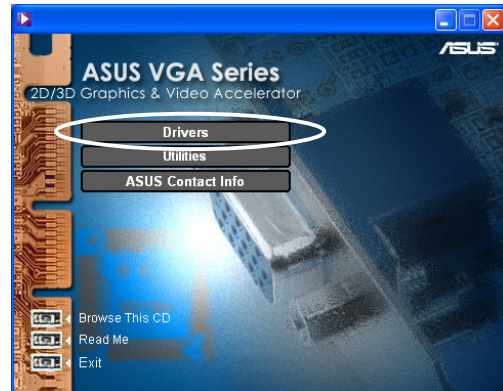 ASUS
ASUS VGA Series
2D/3D Graphics & Video Accelerator
Drivers
Utilities
ASUS Contact Info
Browse This CD
Read Me
Exit